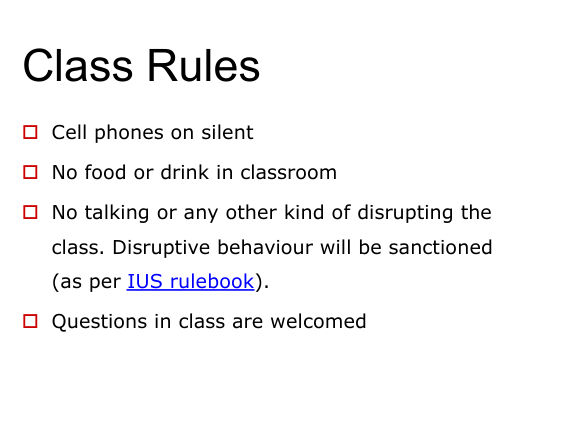 Class Rules
Cell phones on silent
No food or drink in classroom
No talking or any other kind of disrupting the
class. Disruptive behaviour will be sanctioned
(as per IUS rulebook).
Questions in class are welcomed